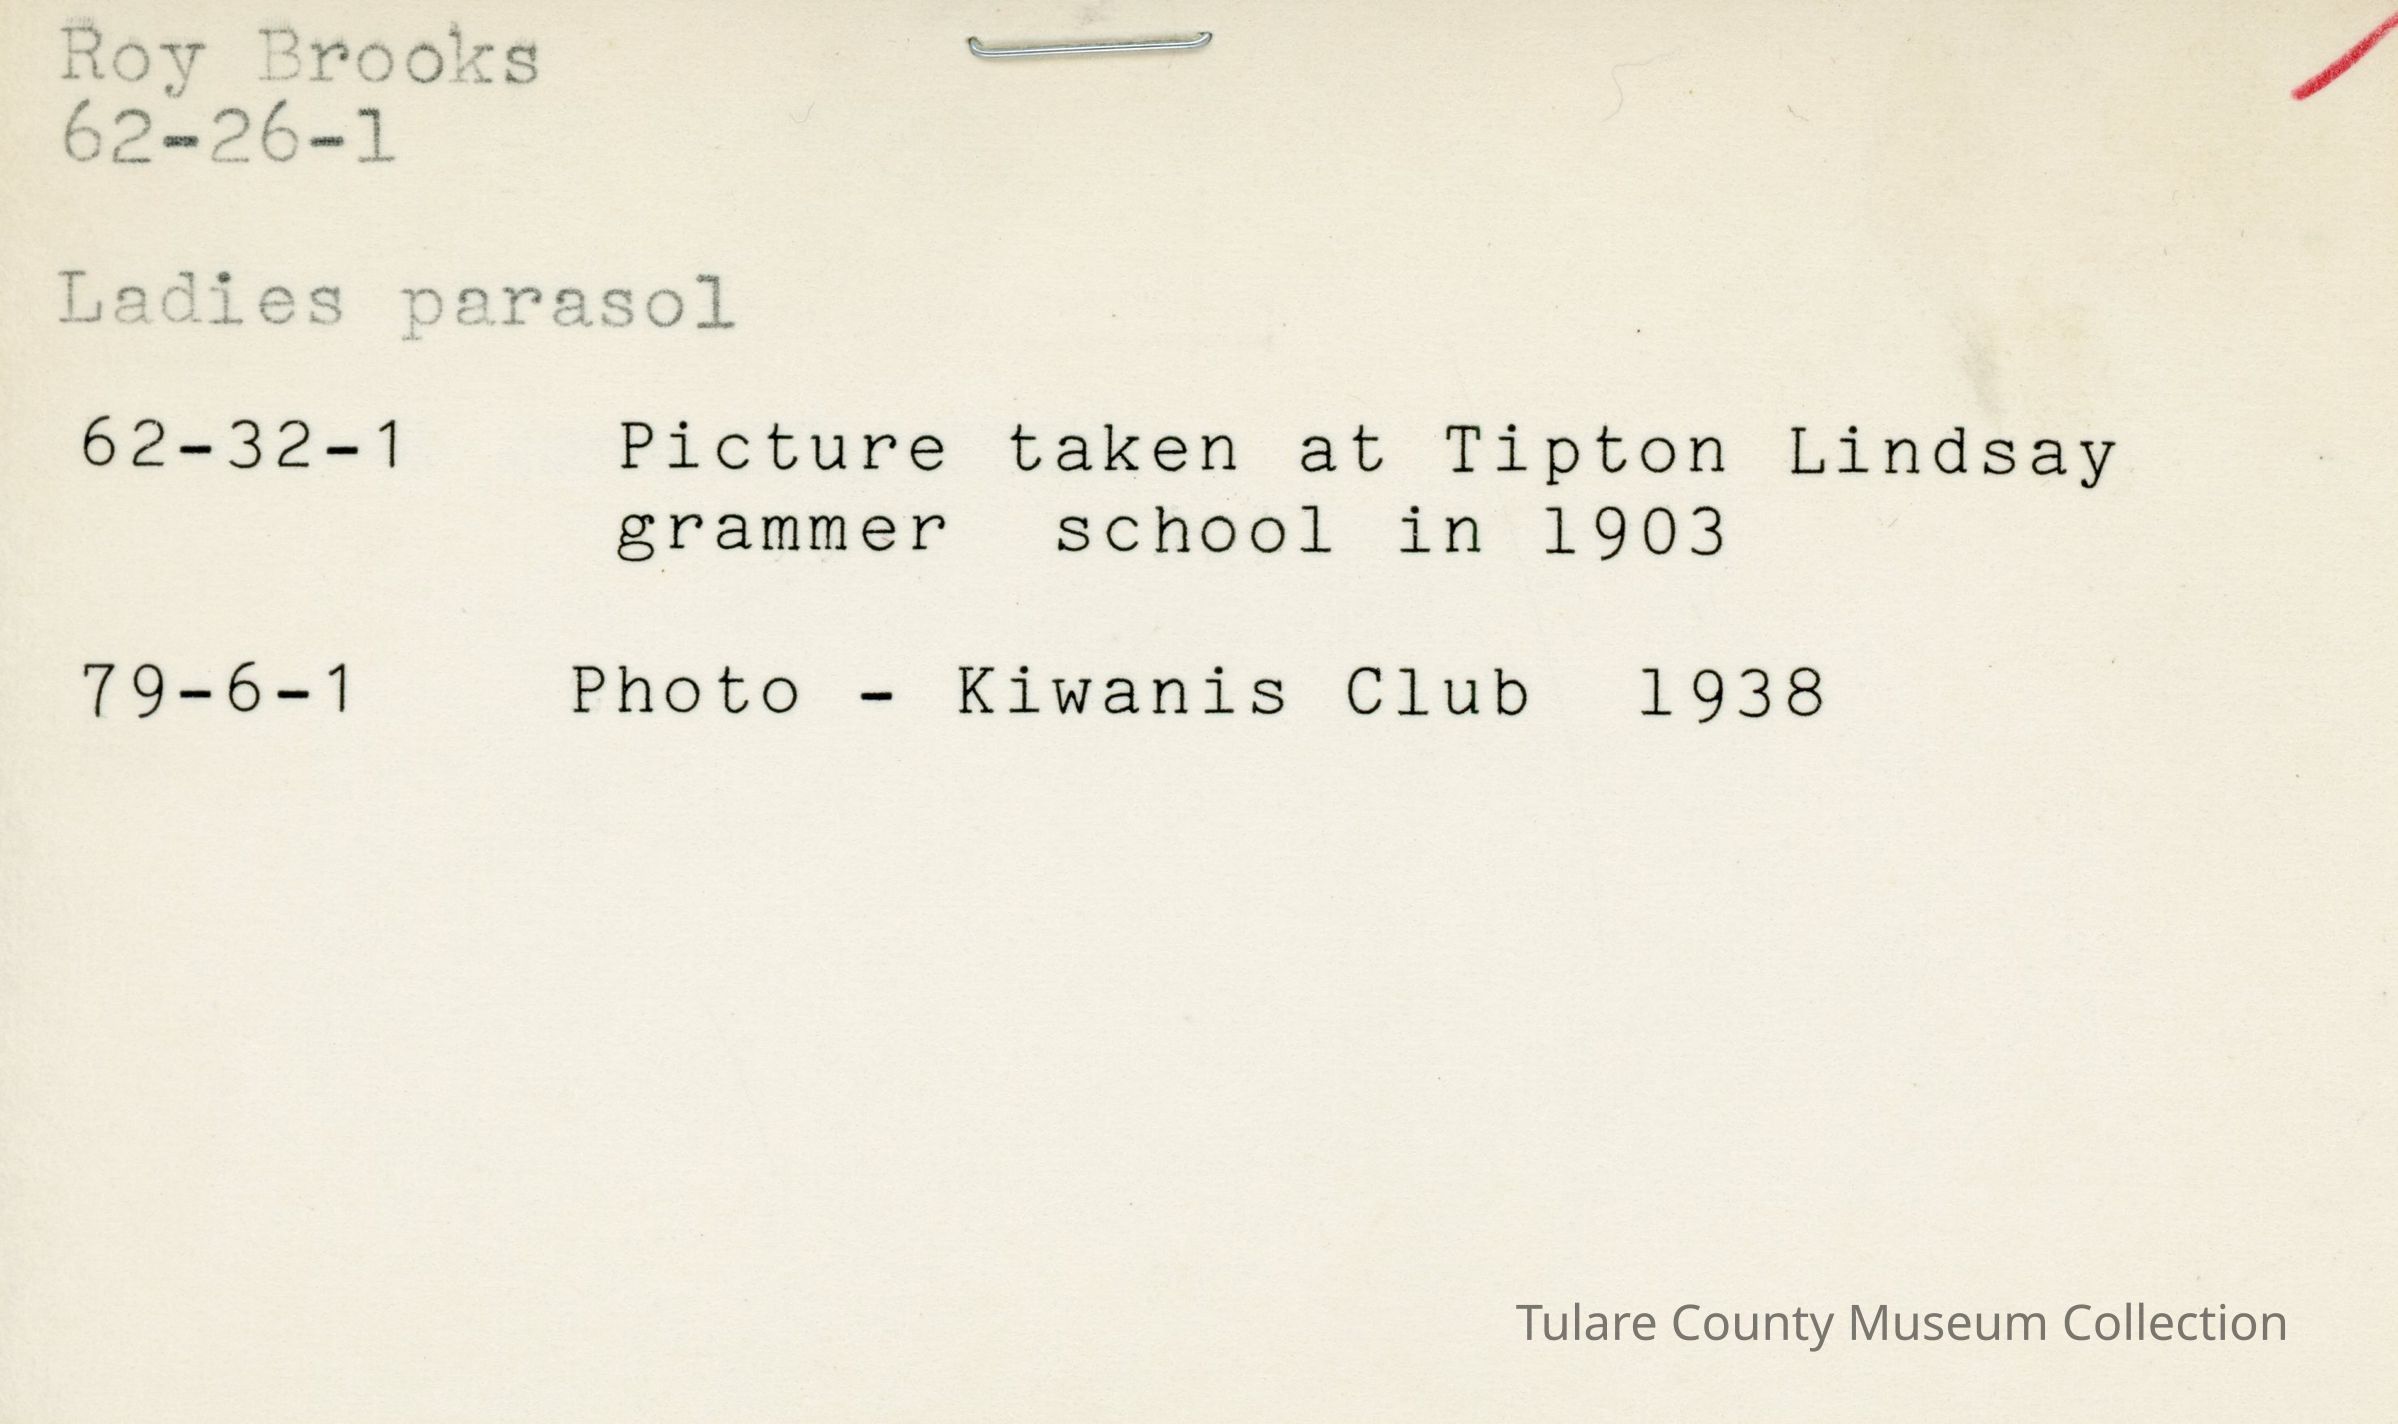 Roy Brooks
62-26-1
Ladies parasol
62-32-1 Picture taken at Tipton Lindsay
grammer school in 1903
79-6-1 Photo - Kiwanis Club 1938
Tulare County Museum Collection